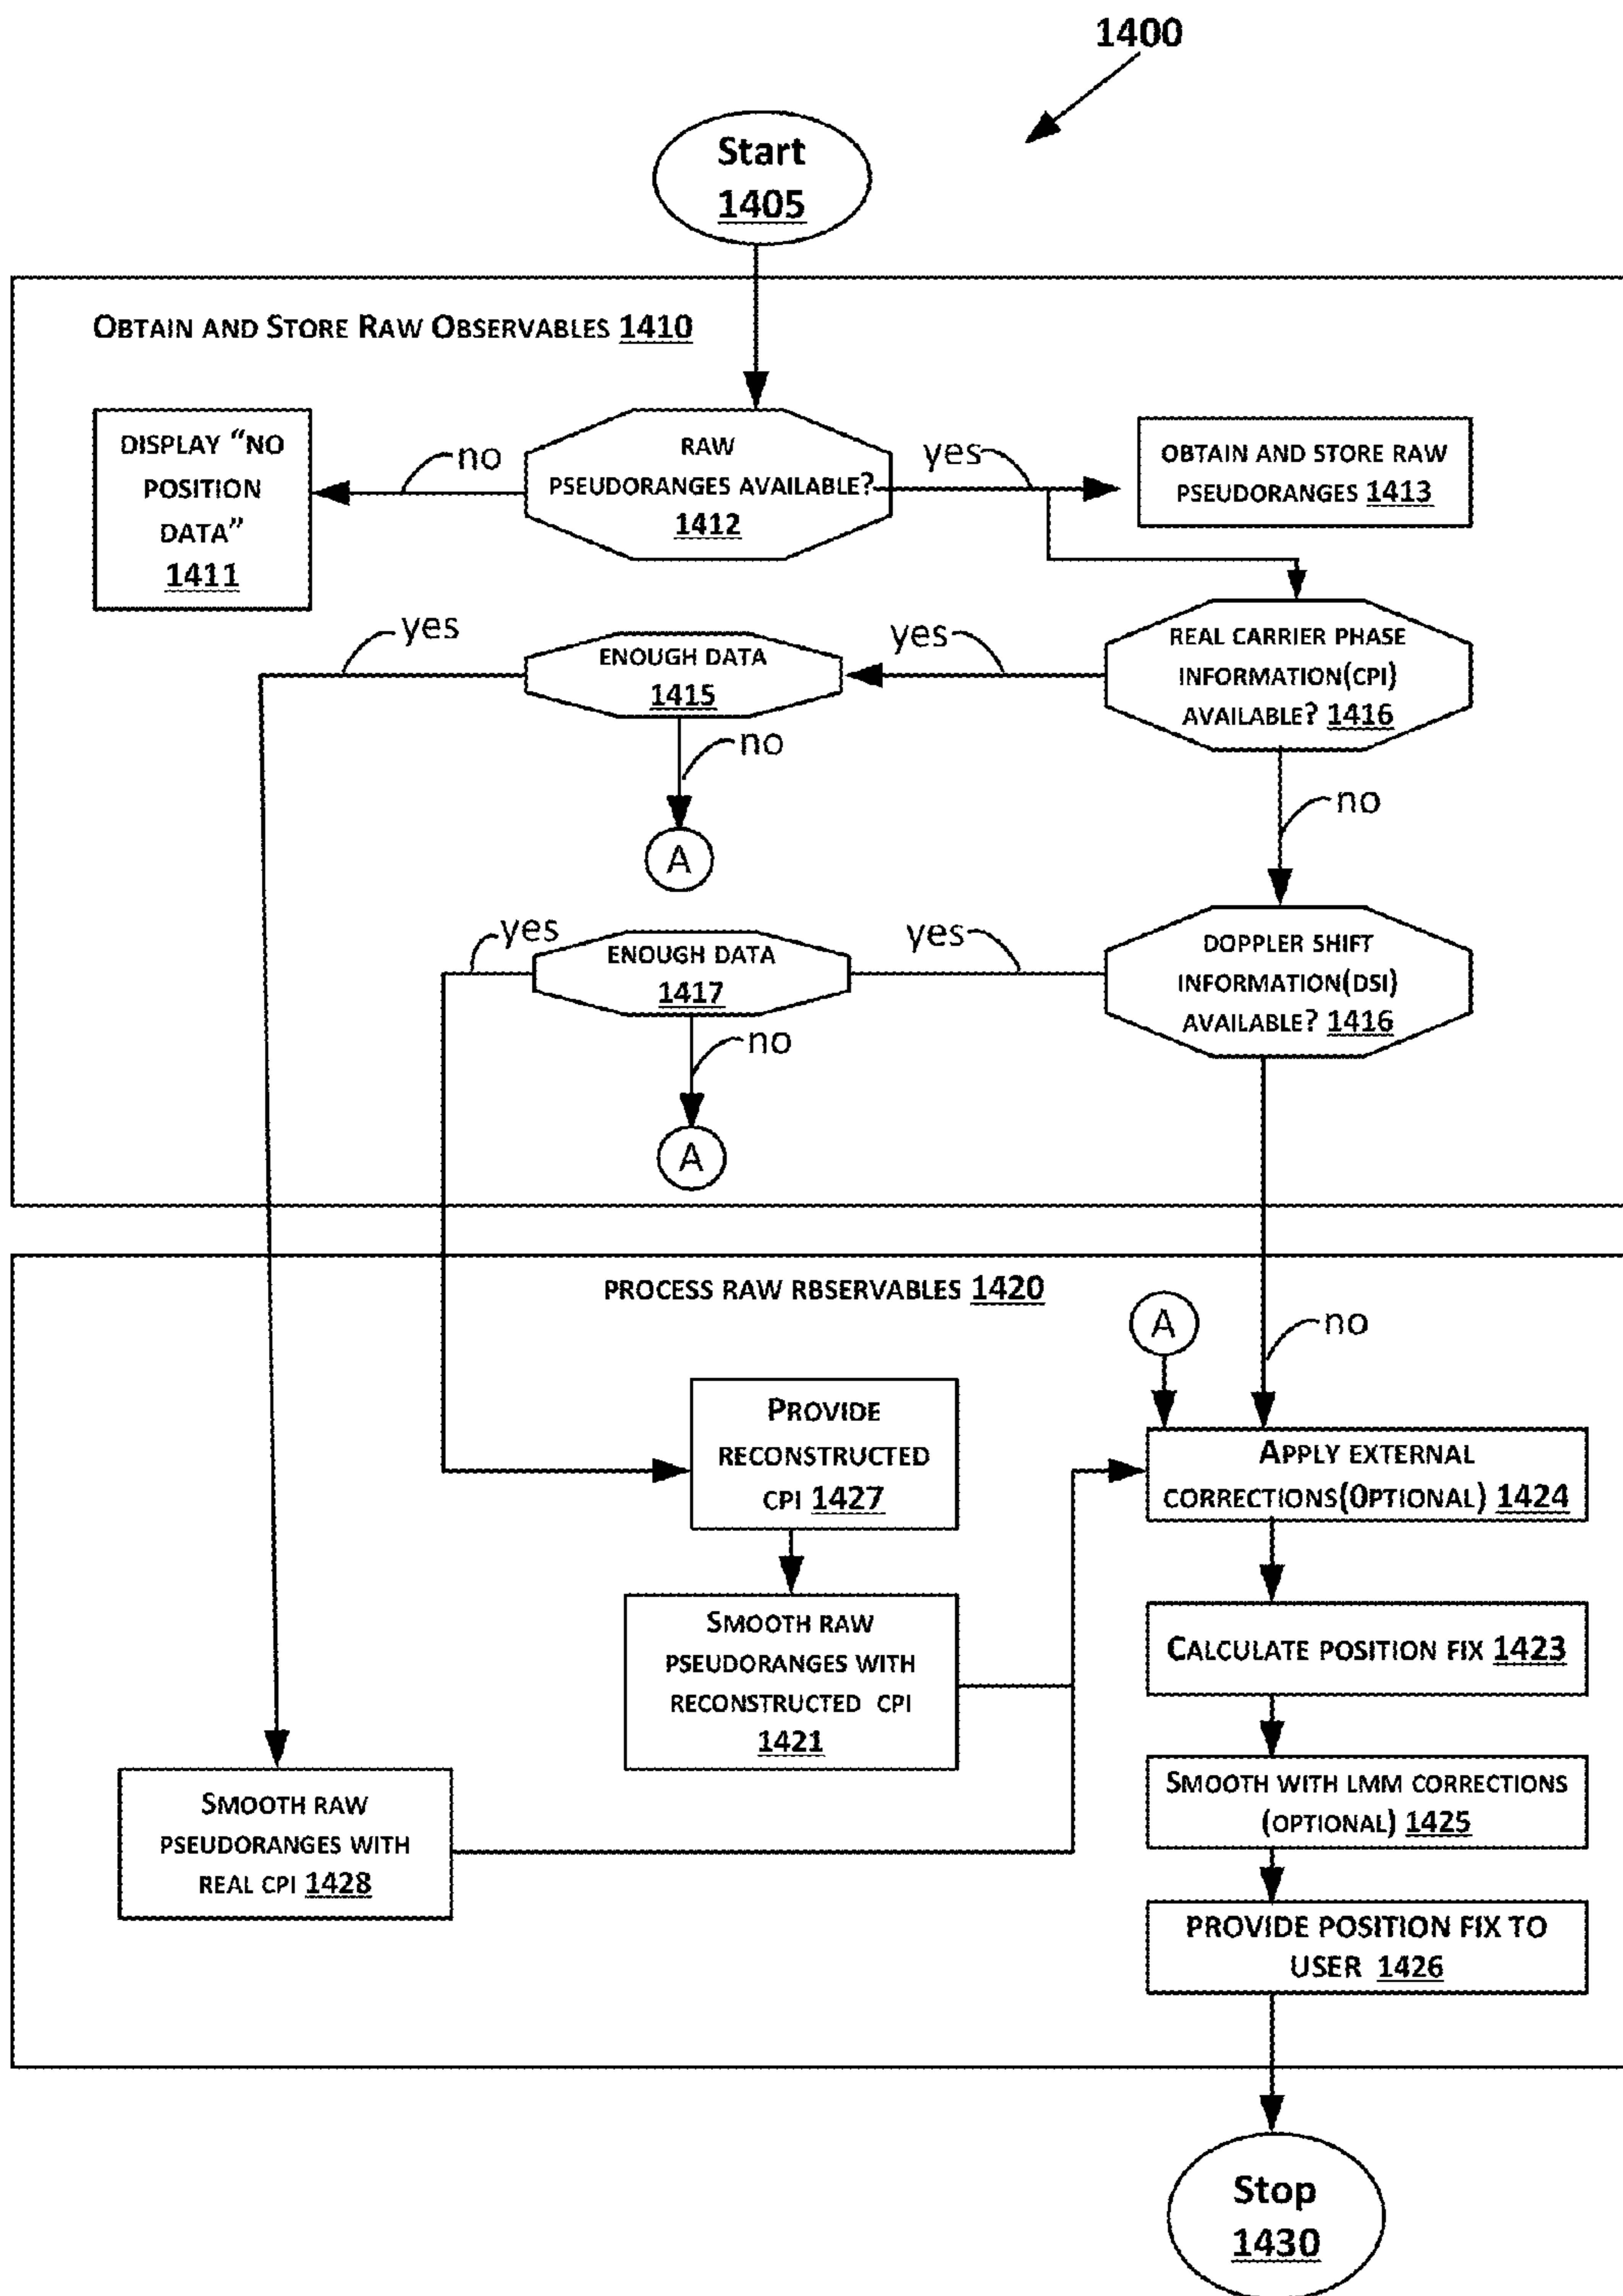 1400
Start
1405
OBTAIN AND STORE RAW OBSERVABLES 1410
DISPLAY “NO
POSITION
DATA”
1411
no
RAW
PSEUDORANGES AVAILABLE?
1412
yes
OBTAIN AND STORE RAW
PSEUDORANGES 1413
yes
ENOUGH DATA
1415
yes
REAL CARRIER PHASE
INFORMATION(CPI)
AVAILABLE? 1416
no
A
no
yes
ENOUGH DATA
1417
yes
DOPPLER SHIFT
INFORMATION(DSI)
AVAILABLE? 1416
no
A
PROCESS RAW RBSERVABLES 1420
A
no
PROVIDE
RECONSTRUCTED
CPI 1427
APPLY EXTERNAL
CORRECTIONS(OPTIONAL) 1424
SMOOTH RAW
PSEUDORANGES WITH
RECONSTRUCTED CPI
1421
CALCULATE POSITION FIX 1423
SMOOTH WITH LMM CORRECTIONS
(OPTIONAL) 1425
SMOOTH RAW
PSEUDORANGES WITH
REAL CPI 1428
PROVIDE POSITION FIX TO
USER 1426
Stop
1430